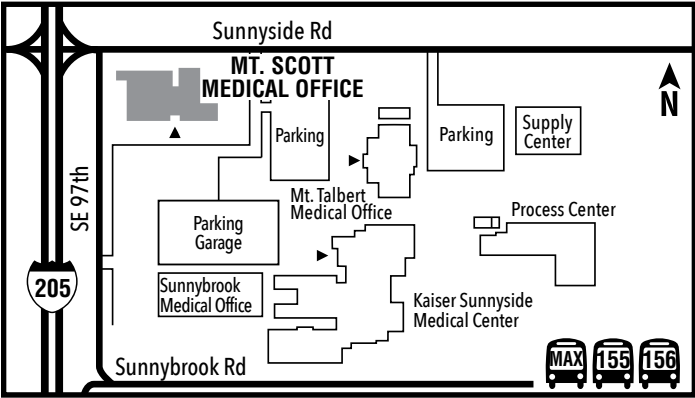 Sunnyside Rd
MT. SCOTT
MEDICAL OFFICE
N
Parking
Parking
Supply
Center
SE 97th
Mt. Talbert
Medical Office
Parking
Garage
Process Center
205
Sunnybrook
Medical Office
Kaiser Sunnyside
Medical Center
Sunnybrook Rd
MAX
155
156